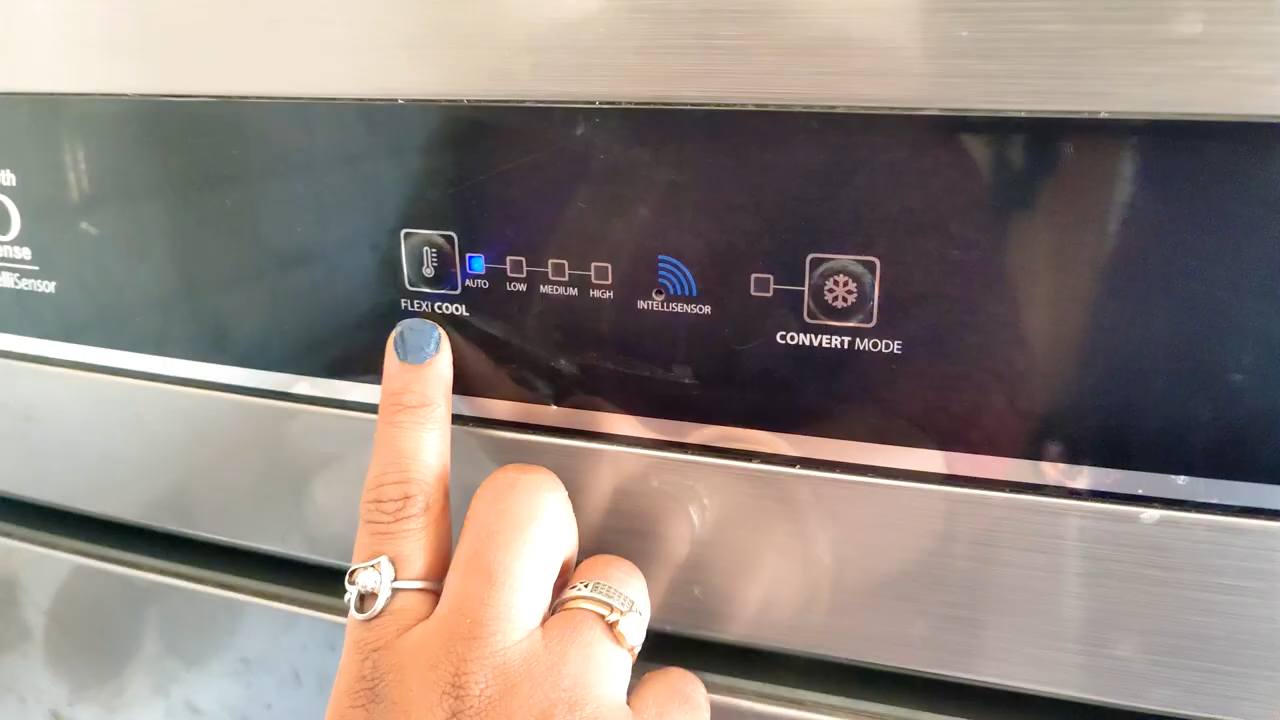 AUTO
LOW
MEDIUM
HIGH
FLEXI COOL
INTELLISENSOR
CONVERT MODE